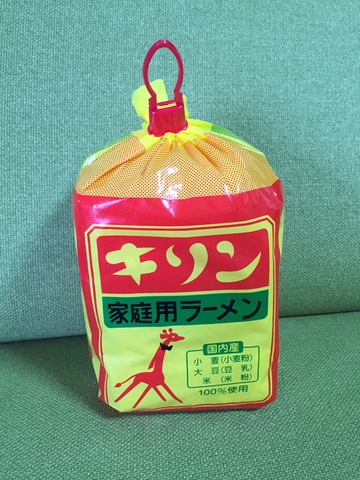 キリン
家庭用ラーメン
国内産
小麦(小麦粉)
大豆(豆乳)
米(米粉)
100%使用